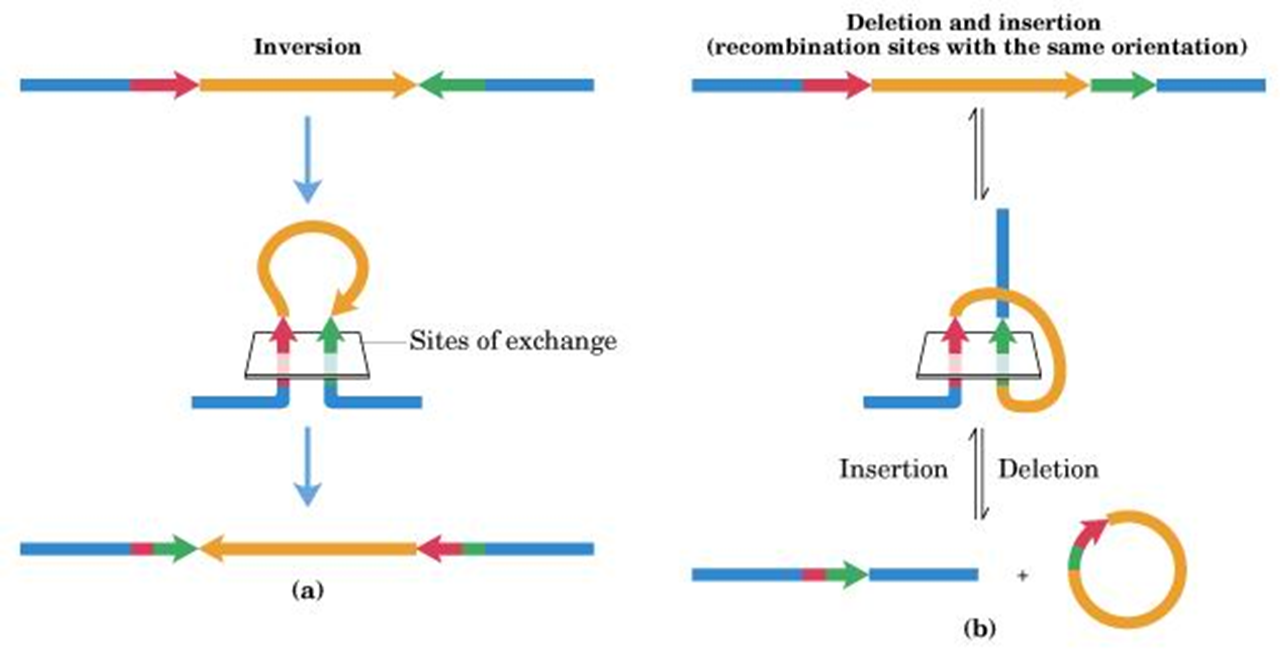 Inversion
Sites of exchange
(a)
Deletion and insertion
(recombination sites with the same orientation)
Insertion
Deletion
+
(b)